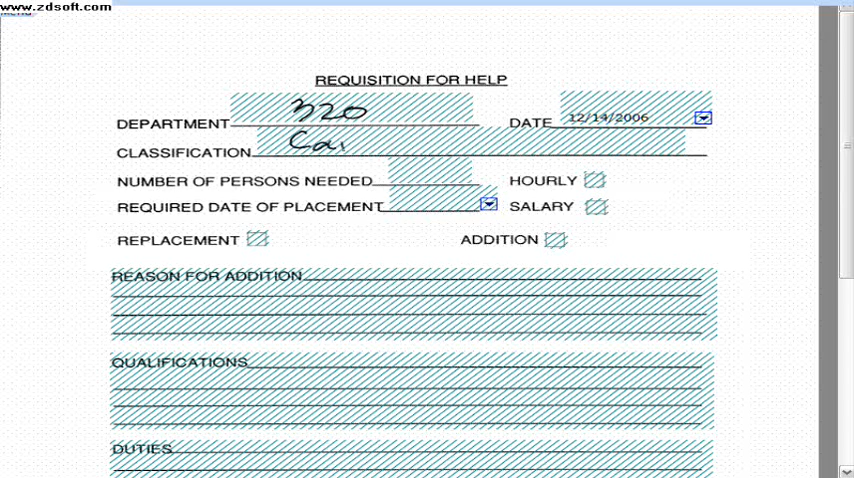 www.zdsoft.com
REQUISITION FOR HELP
DEPARTMENT 320 DATE 12/14/2006
CLASSIFICATION Cai
NUMBER OF PERSONS NEEDED HOURLY
REQUIRED DATE OF PLACEMENT SALARY
REPLACEMENT ADDITION
REASON FOR ADDITION
QUALIFICATIONS
DUTIES